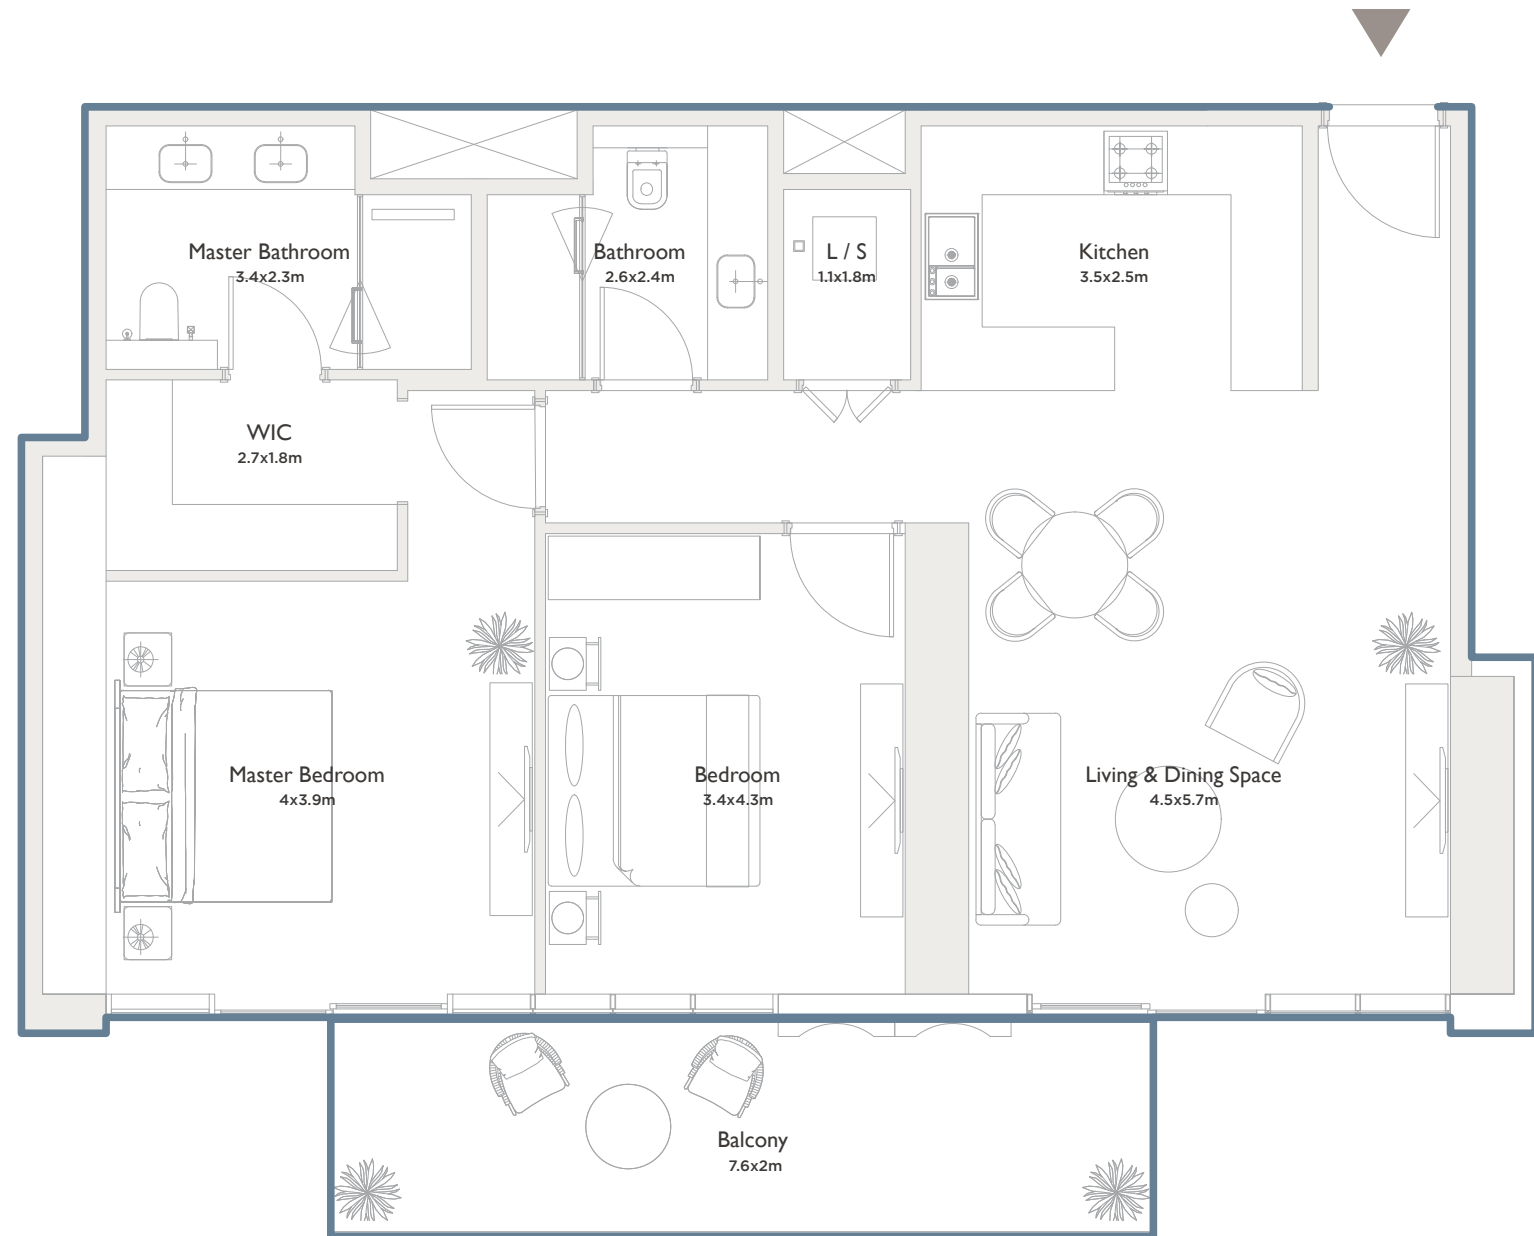 Master Bathroom
3.4x2.3m
Bathroom
2.6x2.4m
L / S
1.1x1.8m
Kitchen
3.5x2.5m
WIC
2.7x1.8m
Master Bedroom
4x3.9m
Bedroom
3.4x4.3m
Living & Dining Space
4.5x5.7m
Balcony
7.6x2m